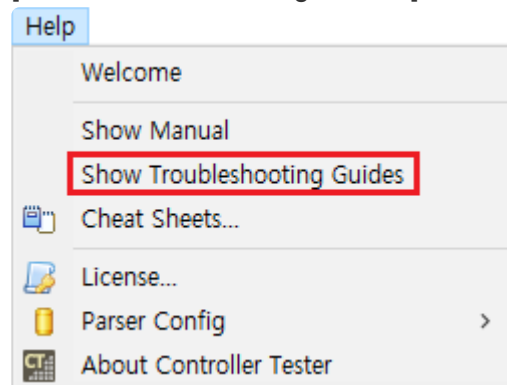 Help
Welcome
Show Manual
Show Troubleshooting Guides
Cheat Sheets...
License...
Parser Config
About Controller Tester